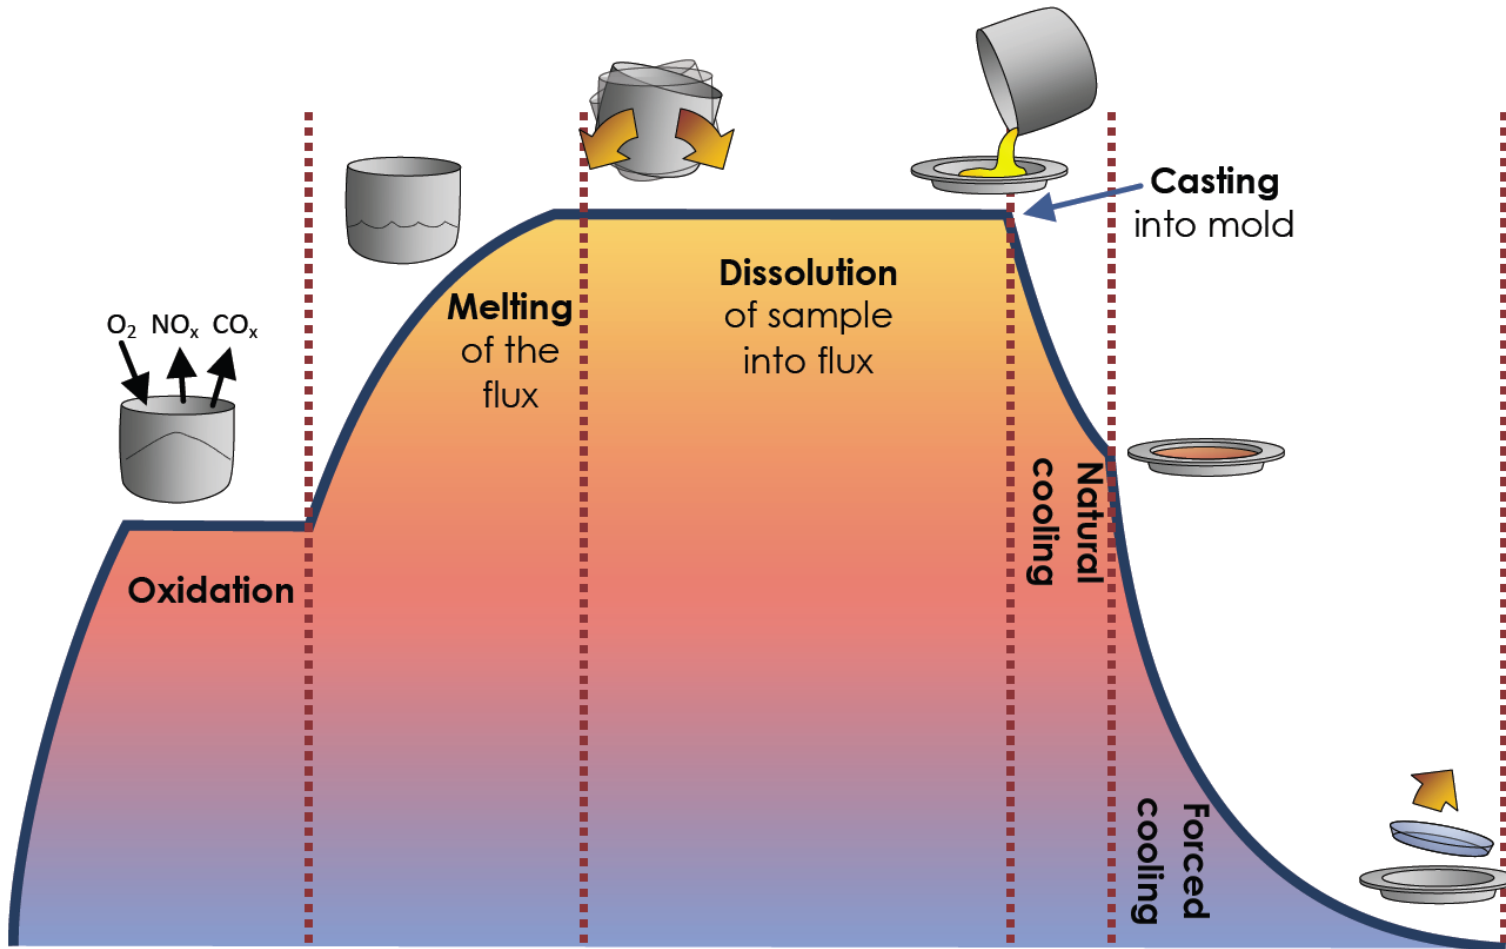 O₂ NOₓ COₓ
Oxidation
Melting
of the
flux
Dissolution
of sample
into flux
Casting
into mold
Natural
cooling
Forced
cooling